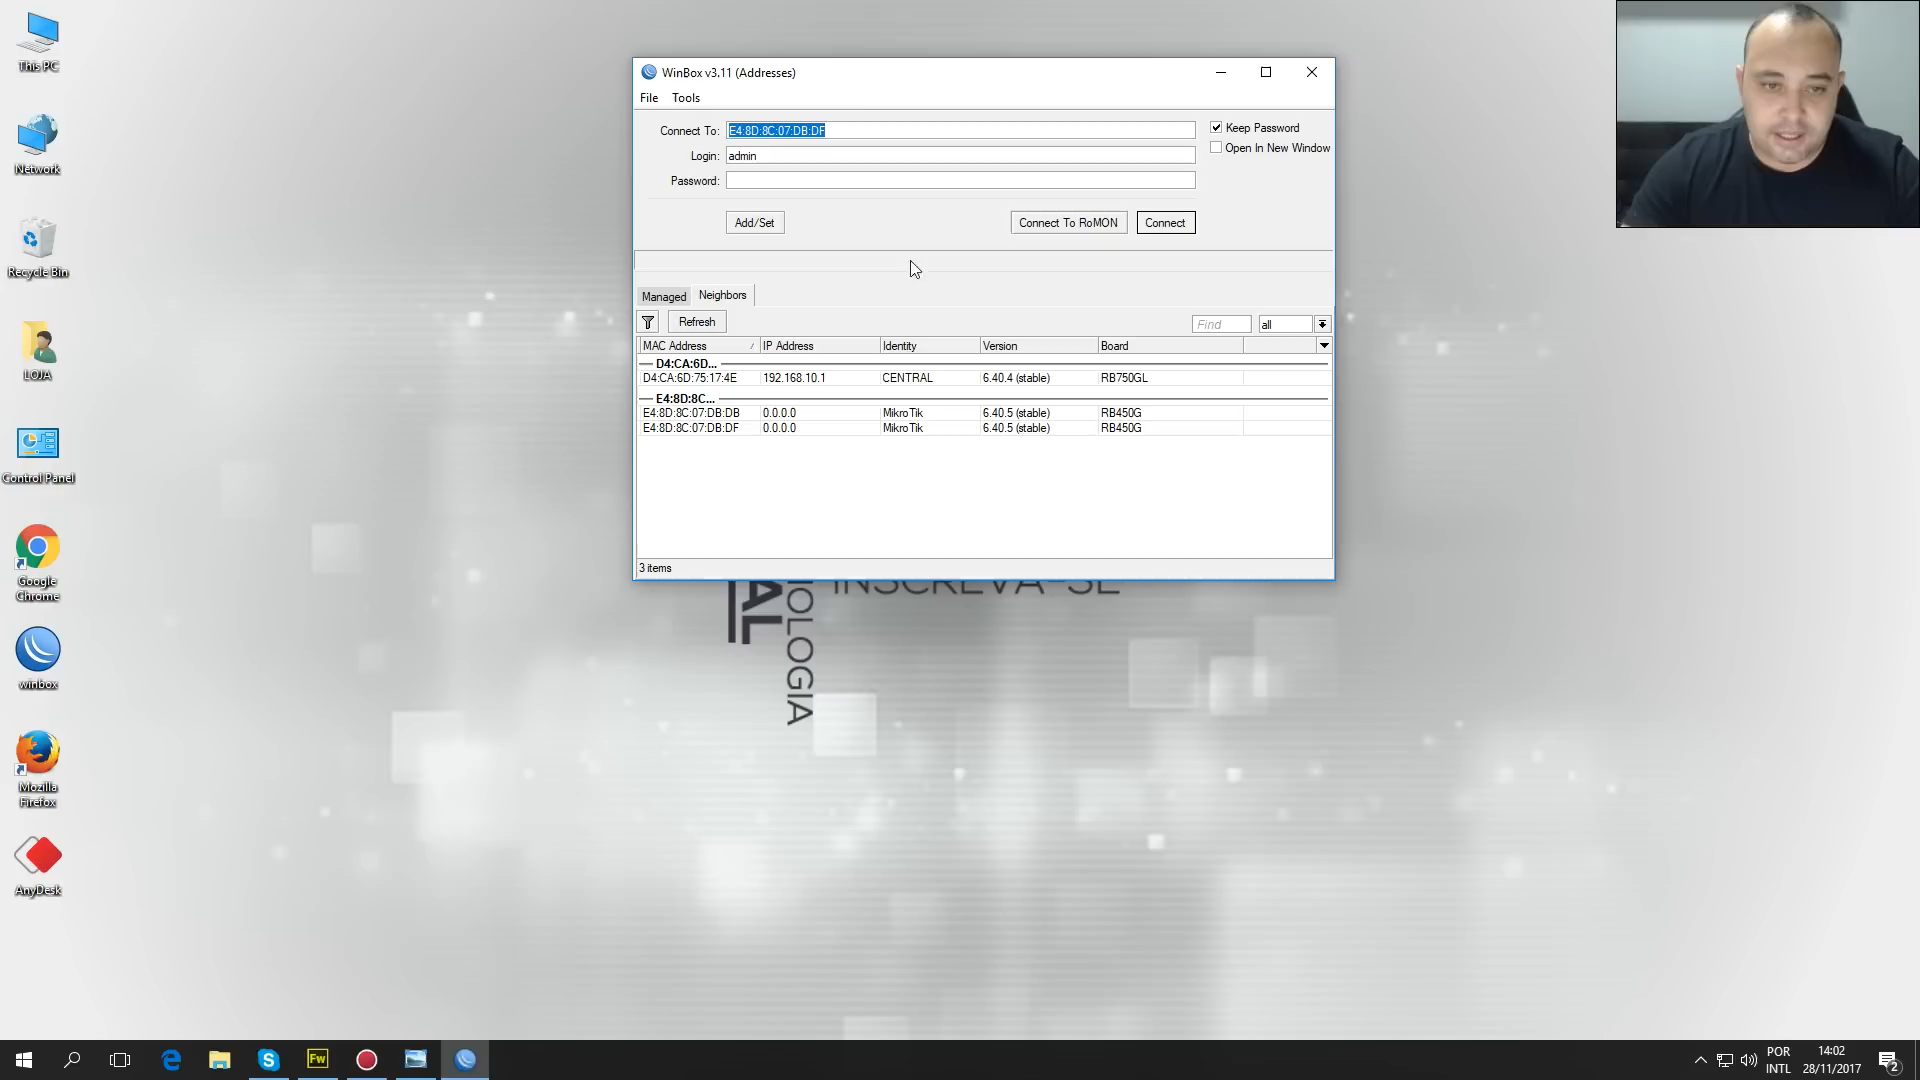 This PC
Network
Recycle Bin
LOJA
Control Panel
Google
Chrome
winbox
Mozilla
Firefox
AnyDesk
WinBox v3.11 (Addresses)
File Tools
Connect To: E4:8D:8C:07:DB:DF
Keep Password
Login: admin
Open In New Window
Password:
Add/Set
Connect To RoMON
Connect
Managed
Neighbors
Refresh
Find
all
MAC Address IP Address Identity Version Board
D4:CA:6D...
D4:CA:6D:75:17:4E 192.168.10.1 CENTRAL 6.40.4 (stable) RB750GL
E4:8D:8C...
E4:8D:8C:07:DB:DB 0.0.0.0 MikroTik 6.40.5 (stable) RB450G
E4:8D:8C:07:DB:DF 0.0.0.0 MikroTik 6.40.5 (stable) RB450G
3 items
INSCREVA-SE
AL
OLOGIA
Fw
POR
INTL
14:02
28/11/2017
2